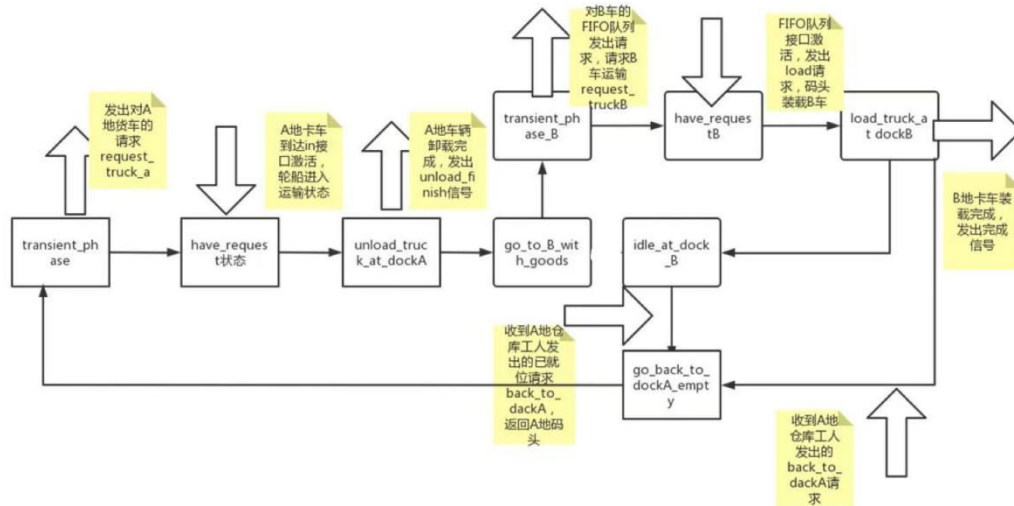 发出对A
地货车的
请求
request_
truck_a
A地卡车
到达in接
口激活，
轮船进入
运输状态
A地车辆
卸载完
成，发出
unload_fi
nish信号
对B车的
FIFO队列
发出请
求，请求B
车运输
request_
truckB
FIFO队列
接口激
活，发出
load请
求，码头
装载B车
transient_ph
ase_B
have_reques
tB
load_truck_a
t dockB
B地卡车装
载完成，
发出完成
信号
transient_ph
ase
have_reques
t状态
unload_truc
k_at_dockA
go_to_B_wit
h_goods
idle_at_dock
_B
收到A地仓
库工人发
出的已就
位请求
back_to_
dackA，
返回A地码
头
go_back_to_
dockA_empt
y
收到A地
仓库工人
发出的
back_to_
dackA请
求